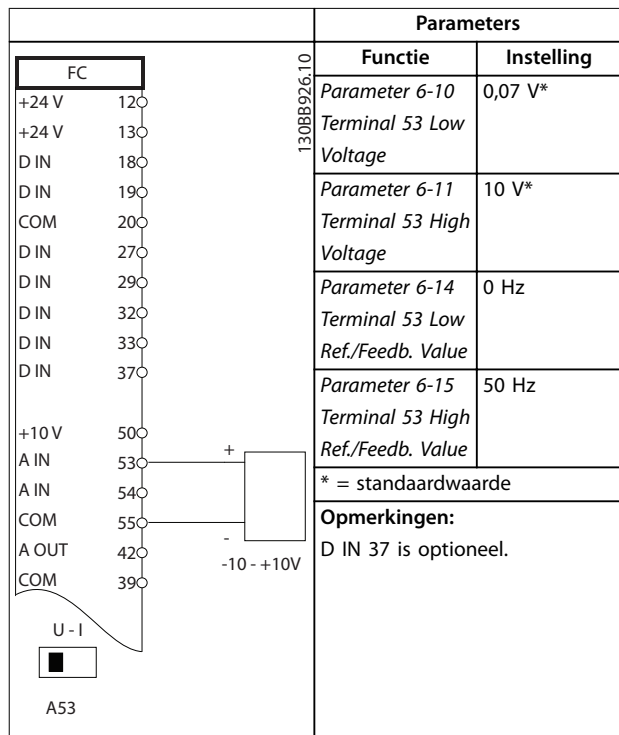 Parameters
Functie Instelling
Parameter 6-10 0,07 V*
Terminal 53 Low
Voltage
Parameter 6-11 10 V*
Terminal 53 High
Voltage
Parameter 6-14 0 Hz
Terminal 53 Low
Ref./Feedb. Value
Parameter 6-15 50 Hz
Terminal 53 High
Ref./Feedb. Value
* = standaardwaarde
Opmerkingen:
D IN 37 is optioneel.
130BB926.10
FC
+24 V 12
+24 V 13
D IN 18
D IN 19
COM 20
D IN 27
D IN 29
D IN 32
D IN 33
D IN 37
+10 V 50
A IN 53
A IN 54
COM 55
A OUT 42
COM 39
+
-
-10 - +10V
U - I
A53